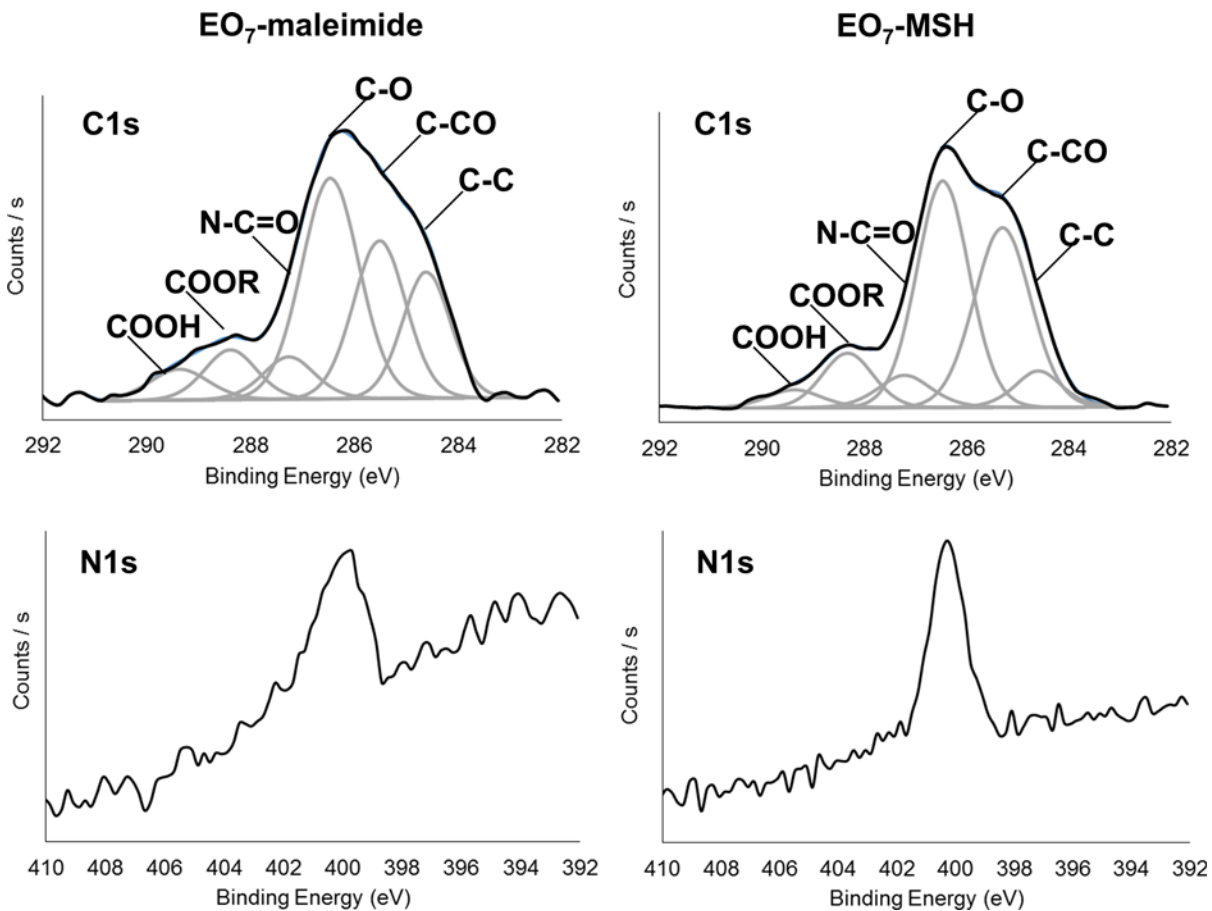 EO₇-maleimide
EO₇-MSH
C1s
C-O
C-CO
C-C
N-C=O
COOR
COOH
Counts / s
292 290 288 286 284 282
Binding Energy (eV)
C1s
C-O
C-CO
C-C
N-C=O
COOR
COOH
Counts / s
292 290 288 286 284 282
Binding Energy (eV)
N1s
Counts / s
410 408 406 404 402 400 398 396 394 392
Binding Energy (eV)
N1s
Counts / s
410 408 406 404 402 400 398 396 394 392
Binding Energy (eV)